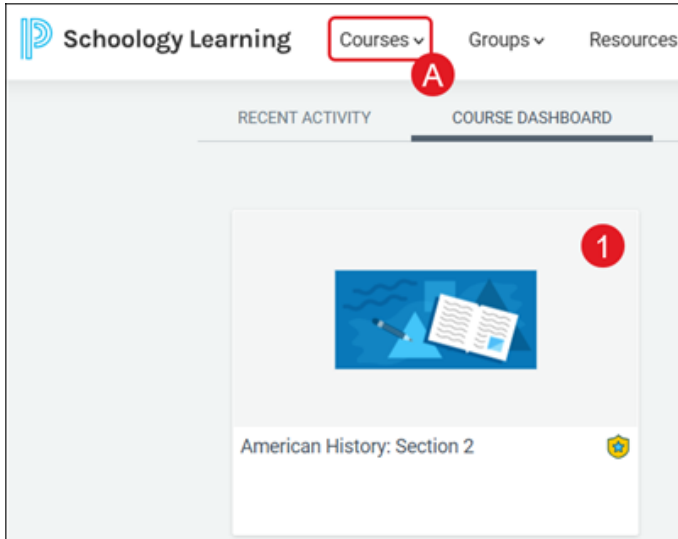 Schoology Learning Courses Groups Resources
A
RECENT ACTIVITY COURSE DASHBOARD
1
American History: Section 2